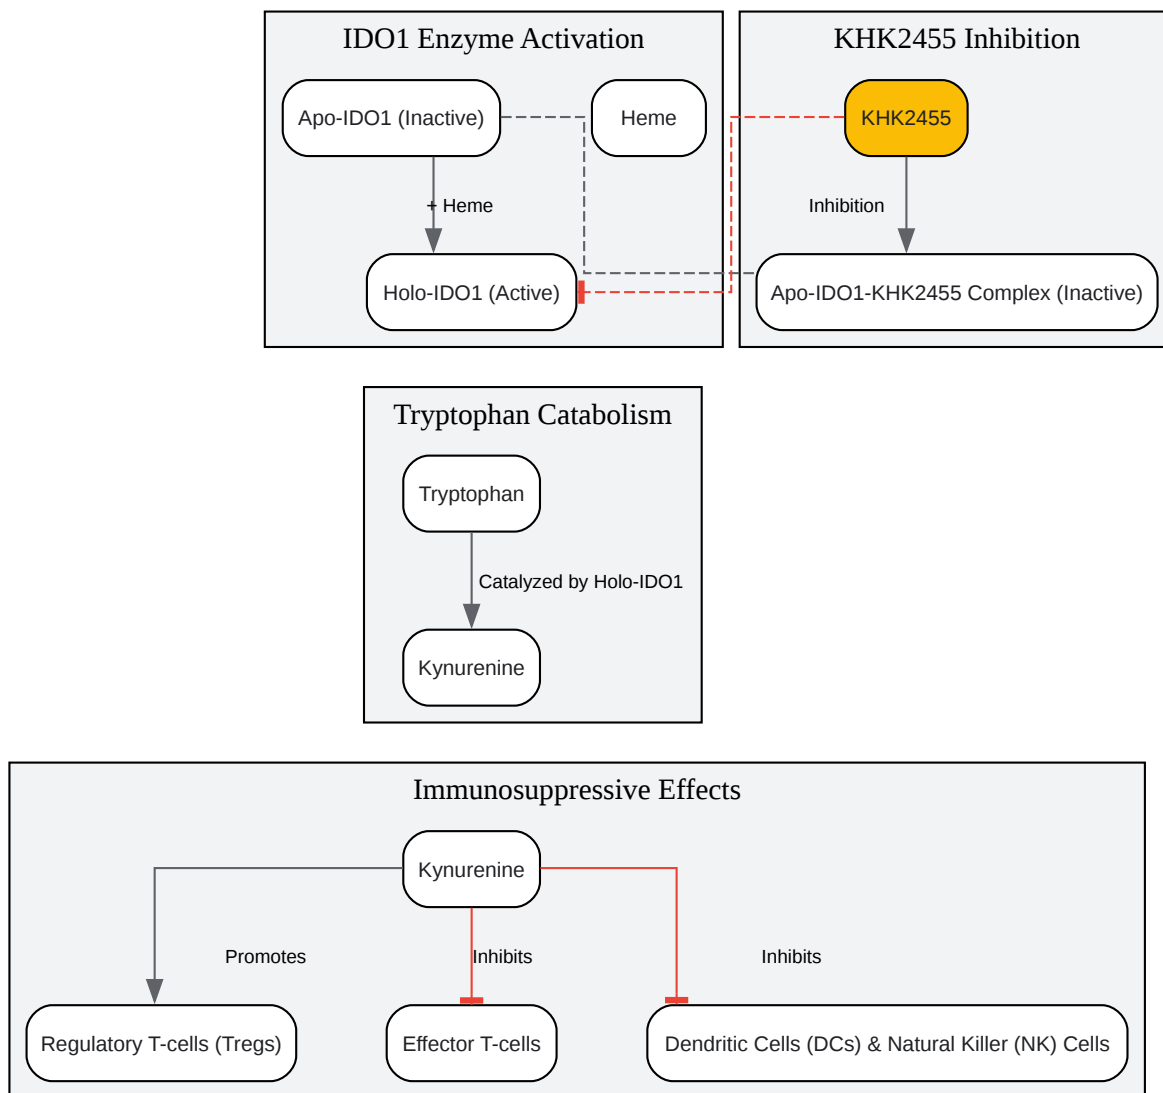 IDO1 Enzyme Activation
KHK2455 Inhibition
Apo-IDO1 (Inactive)
Heme
KHK2455
+ Heme
Inhibition
Holo-IDO1 (Active)
Apo-IDO1-KHK2455 Complex (Inactive)
Tryptophan Catabolism
Tryptophan
Catalyzed by Holo-IDO1
Kynurenine
Immunosuppressive Effects
Kynurenine
Promotes
Inhibits
Inhibits
Regulatory T-cells (Tregs)
Effector T-cells
Dendritic Cells (DCs) & Natural Killer (NK) Cells